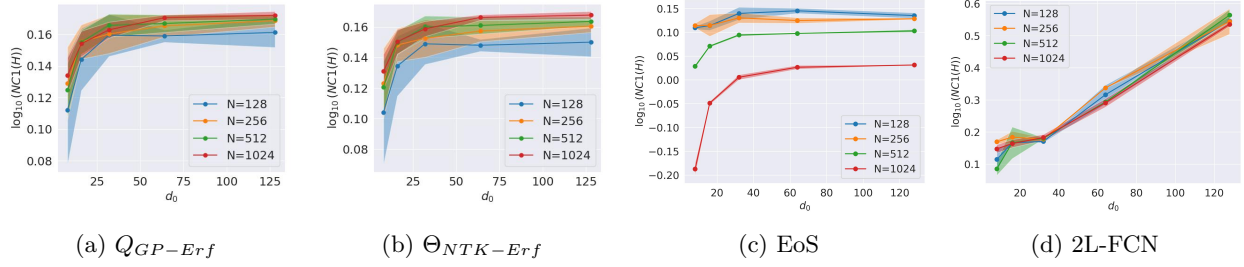 0.16
0.14
0.12
0.10
0.08
log₁₀(NC1(H))
25 50 75 100 125
d₀
N=128
N=256
N=512
N=1024
(a) Q_{GP−Erf}
0.16
0.14
0.12
0.10
0.08
log₁₀(NC1(H))
25 50 75 100 125
d₀
N=128
N=256
N=512
N=1024
(b) Θ_{NTK−Erf}
0.15
0.10
0.05
0.00
−0.05
−0.10
−0.15
−0.20
log₁₀(NC1(H))
20 40 60 80 100 120
d₀
N=128
N=256
N=512
N=1024
(c) EoS
0.6
0.5
0.4
0.3
0.2
0.1
log₁₀(NC1(H))
20 40 60 80 100 120
d₀
N=128
N=256
N=512
N=1024
(d) 2L-FCN